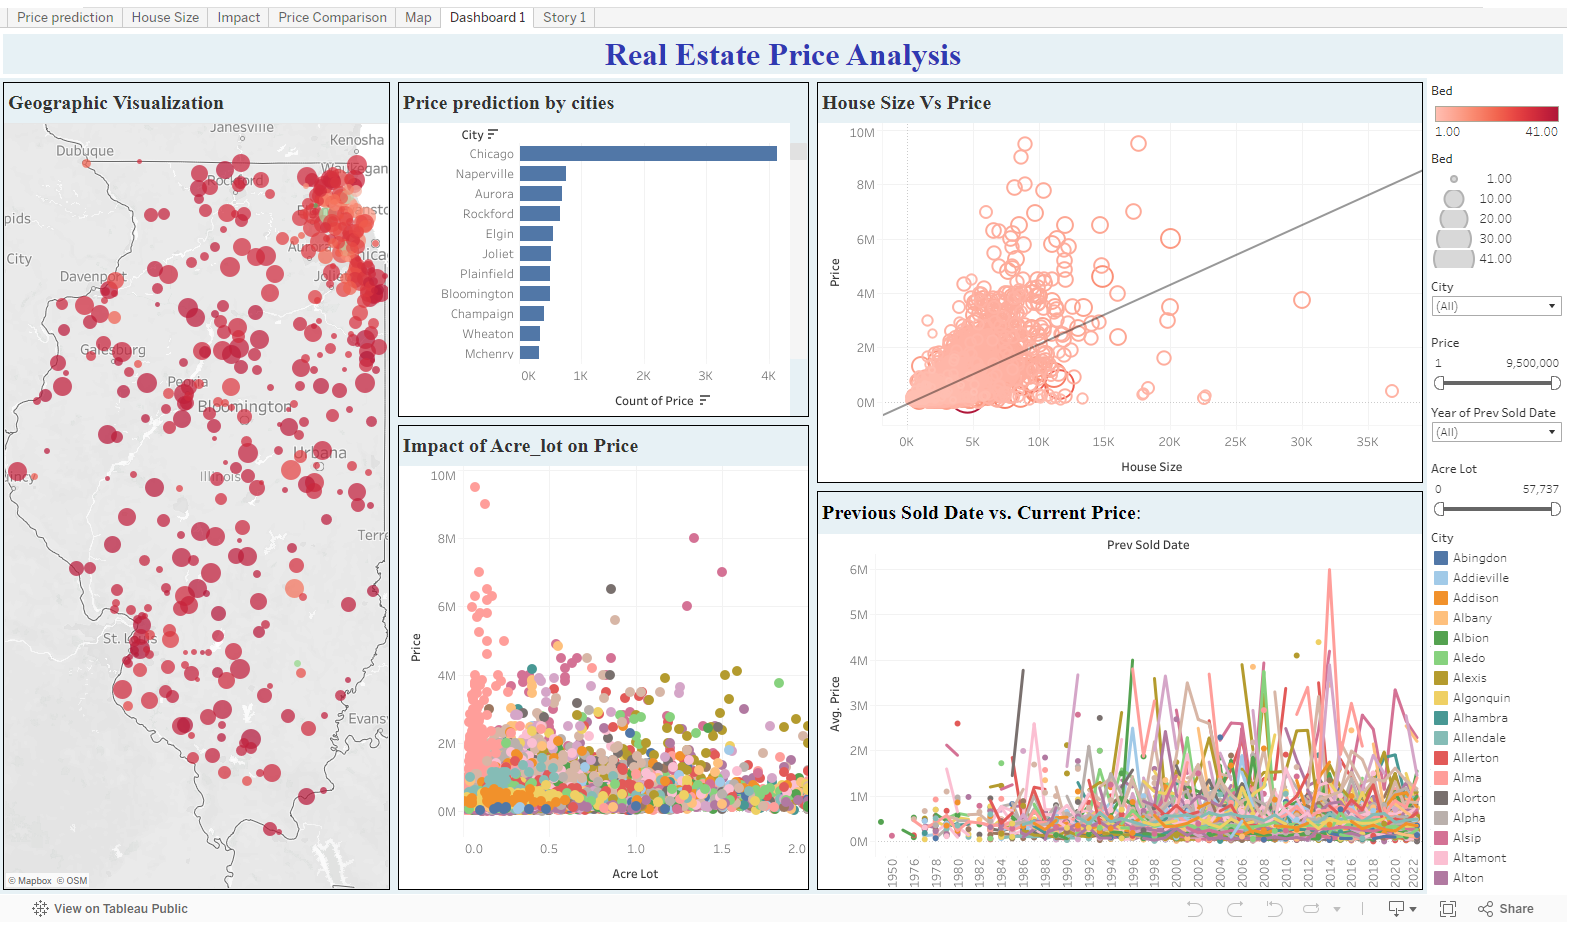 Price prediction House Size Impact Price Comparison Map Dashboard 1 Story 1
Real Estate Price Analysis
Geographic Visualization
Janesville
Kenosha
Dubuque
Waukegan
Rockford
pids
Aurora
City
Davenport
Joliet
Galesburg
Peoria
Bloomington
Urbana
Illinois
Terre
St. Louis
Evans
© Mapbox © OSM
Price prediction by cities
City
Chicago
Naperville
Aurora
Rockford
Elgin
Joliet
Plainfield
Bloomington
Champaign
Wheaton
Mchenry
0K 1K 2K 3K 4K
Count of Price
Impact of Acre_lot on Price
10M
8M
6M
4M
2M
0M
Price
0.0 0.5 1.0 1.5 2.0
Acre Lot
House Size Vs Price
10M
8M
6M
4M
2M
0M
Price
0K 5K 10K 15K 20K 25K 30K 35K
House Size
Previous Sold Date vs. Current Price:
Prev Sold Date
6M
5M
4M
3M
2M
1M
0M
Avg. Price
1950 1976 1978 1980 1982 1984 1986 1988 1990 1992 1994 1996 1998 2000 2002 2004 2006 2008 2010 2012 2014 2016 2018 2020 2022
Bed
1.00 41.00
Bed
1.00
10.00
20.00
30.00
41.00
City
(All)
Price
1 9,500,000
Year of Prev Sold Date
(All)
Acre Lot
0 57,737
City
Abingdon
Addieville
Addison
Albany
Albion
Aledo
Alexis
Algonquin
Alhambra
Allendale
Allerton
Alma
Alorton
Alpha
Alsip
Altamont
Alton
View on Tableau Public
Share